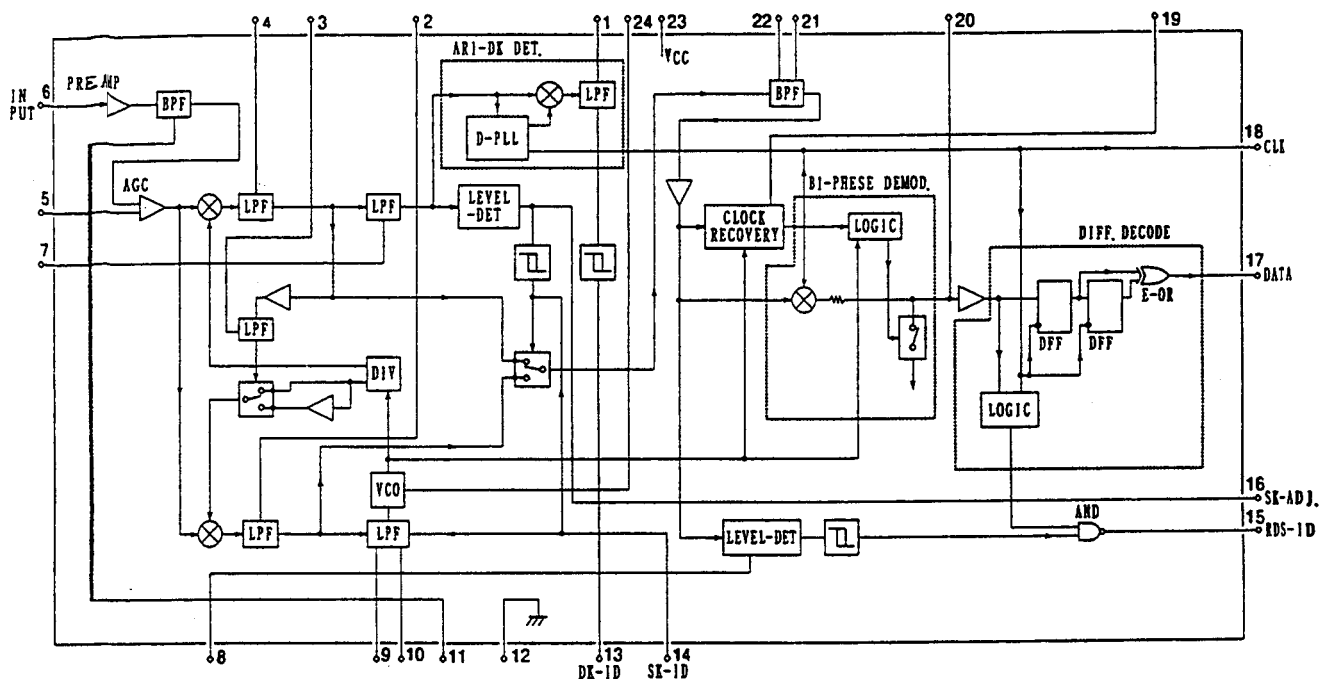 4 3 2 1 24 23 22 21 20 19
VCC
ARI-DK DET.
6 PRE AMP
IN PUT
BPF
LPF
BPF
D-PLL
18 CLK
BI-PHESE DEMOD.
AGC
5
LPF
LPF
LEVEL -DET
CLOCK RECOVERY
LOGIC
DIFF. DECODE
7
17 DATA
E-OR
LPF
DFF DFF
DIV
LOGIC
VCO
16 SK-ADJ.
AND
15 RDS-ID
LPF
LPF
LEVEL-DET
8 9 10 11 12 13 14
DK-ID SK-ID